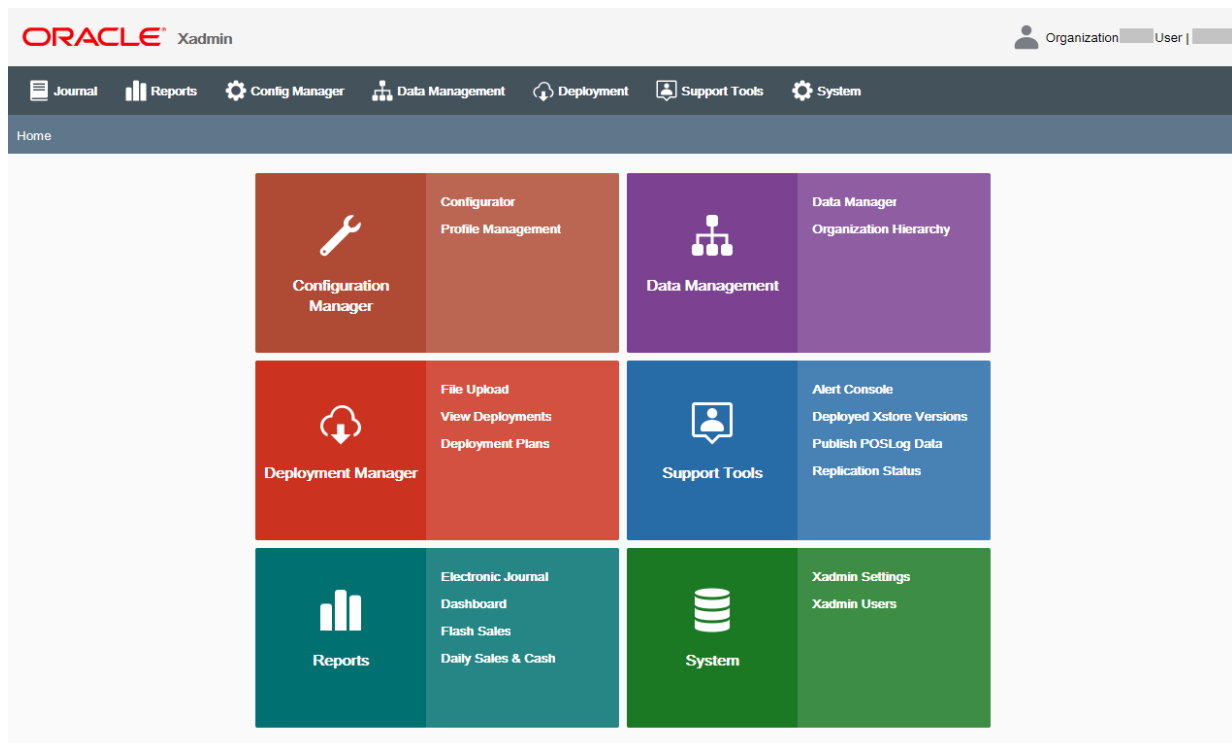 ORACLE® Xadmin
Organization User |
Journal Reports Config Manager Data Management Deployment Support Tools System
Home
Configuration Manager
Configurator
Profile Management
Data Management
Data Manager
Organization Hierarchy
Deployment Manager
File Upload
View Deployments
Deployment Plans
Support Tools
Alert Console
Deployed Xstore Versions
Publish POSLog Data
Replication Status
Reports
Electronic Journal
Dashboard
Flash Sales
Daily Sales & Cash
System
Xadmin Settings
Xadmin Users